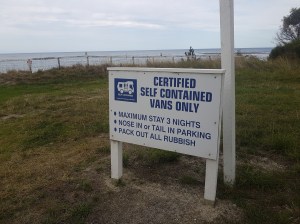 CERTIFIED
SELF CONTAINED
VANS ONLY
MAXIMUM STAY 3 NIGHTS
NOSE IN or TAIL IN PARKING
PACK OUT ALL RUBBISH